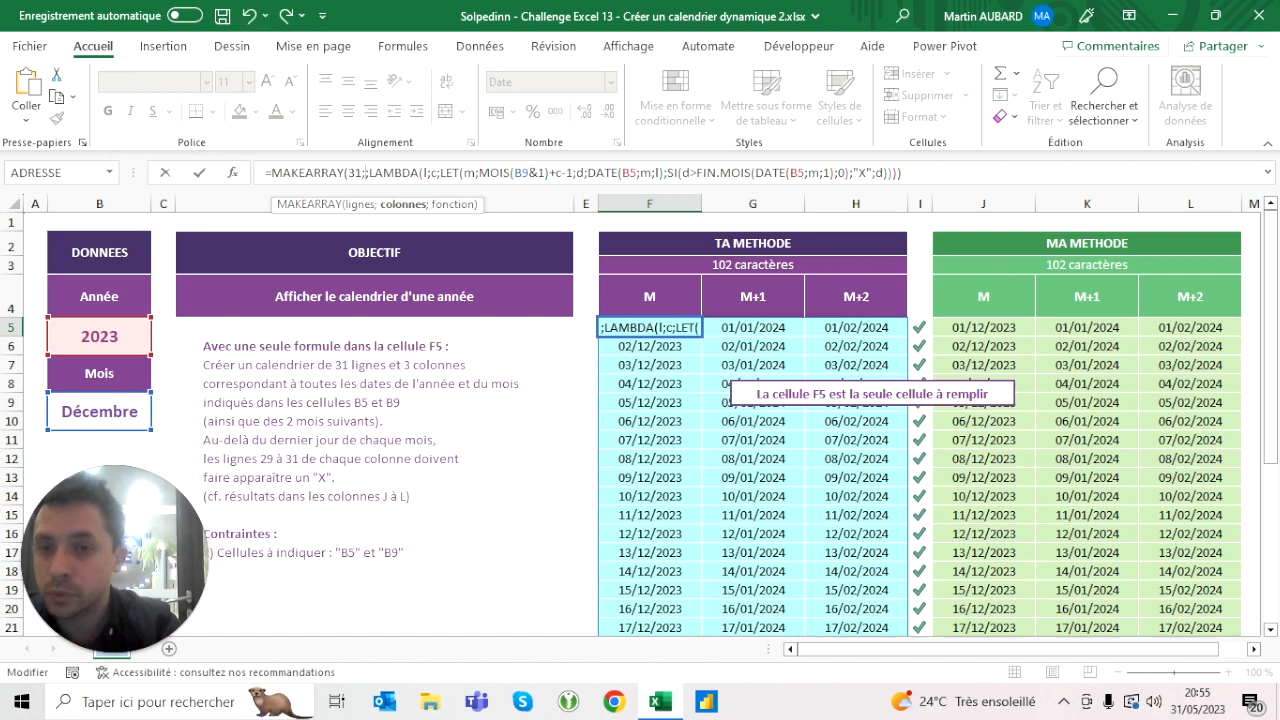 Enregistrement automatique
Solpedinn - Challenge Excel 13 - Créer un calendrier dynamique 2.xlsx
Martin AUBARD
MA
Fichier Accueil Insertion Dessin Mise en page Formules Données Révision Affichage Automate Développeur Aide Power Pivot Commentaires Partager
Coller
11
Date
Mise en forme conditionnelle
Mettre sous forme de tableau
Styles de cellules
Insérer
Supprimer
Format
Trier et filtrer
Rechercher et sélectionner
Analyse de données
Presse-papiers Police Alignement Nombre Styles Cellules Édition Analyse
ADRESSE
=MAKEARRAY(31;;LAMBDA(l;c;LET(m;MOIS(B9&1)+c-1;d;DATE(B5;m;l);SI(d>FIN.MOIS(DATE(B5;m;1);0);"X";d))))
MAKEARRAY(lignes; colonnes; fonction)
A B C D E F G H I J K L M
1
2 DONNEES OBJECTIF TA METHODE MA METHODE
3 102 caractères 102 caractères
4 Année Afficher le calendrier d'une année M M+1 M+2 M M+1 M+2
5 ;LAMBDA(l;c;LET( 01/01/2024 01/02/2024 01/12/2023 01/01/2024 01/02/2024
2023
6 Avec une seule formule dans la cellule F5 : 02/12/2023 02/01/2024 02/02/2024 02/12/2023 02/01/2024 02/02/2024
7 Créer un calendrier de 31 lignes et 3 colonnes 03/12/2023 03/01/2024 03/02/2024 03/12/2023 03/01/2024 03/02/2024
Mois
8 correspondant à toutes les dates de l'année et du mois 04/12/2023 04/01/2024 04/02/2024
La cellule F5 est la seule cellule à remplir
9 indiqués dans les cellules B5 et B9 05/12/2023 05/01/2024 05/02/2024
Décembre
10 (ainsi que des 2 mois suivants). 06/12/2023 06/01/2024 06/02/2024 06/12/2023 06/01/2024 06/02/2024
11 Au-delà du dernier jour de chaque mois, 07/12/2023 07/01/2024 07/02/2024 07/12/2023 07/01/2024 07/02/2024
12 les lignes 29 à 31 de chaque colonne doivent 08/12/2023 08/01/2024 08/02/2024 08/12/2023 08/01/2024 08/02/2024
13 faire apparaître un "X". 09/12/2023 09/01/2024 09/02/2024 09/12/2023 09/01/2024 09/02/2024
14 (cf. résultats dans les colonnes J à L) 10/12/2023 10/01/2024 10/02/2024 10/12/2023 10/01/2024 10/02/2024
15 11/12/2023 11/01/2024 11/02/2024 11/12/2023 11/01/2024 11/02/2024
16 Contraintes : 12/12/2023 12/01/2024 12/02/2024 12/12/2023 12/01/2024 12/02/2024
17 ) Cellules à indiquer : "B5" et "B9" 13/12/2023 13/01/2024 13/02/2024 13/12/2023 13/01/2024 13/02/2024
18 14/12/2023 14/01/2024 14/02/2024 14/12/2023 14/01/2024 14/02/2024
19 15/12/2023 15/01/2024 15/02/2024 15/12/2023 15/01/2024 15/02/2024
20 16/12/2023 16/01/2024 16/02/2024 16/12/2023 16/01/2024 16/02/2024
21 17/12/2023 17/01/2024 17/02/2024 17/12/2023 17/01/2024 17/02/2024
Modifier Accessibilité : consultez nos recommandations 100 %
Taper ici pour rechercher
24°C Très ensoleillé
20:55
31/05/2023
20